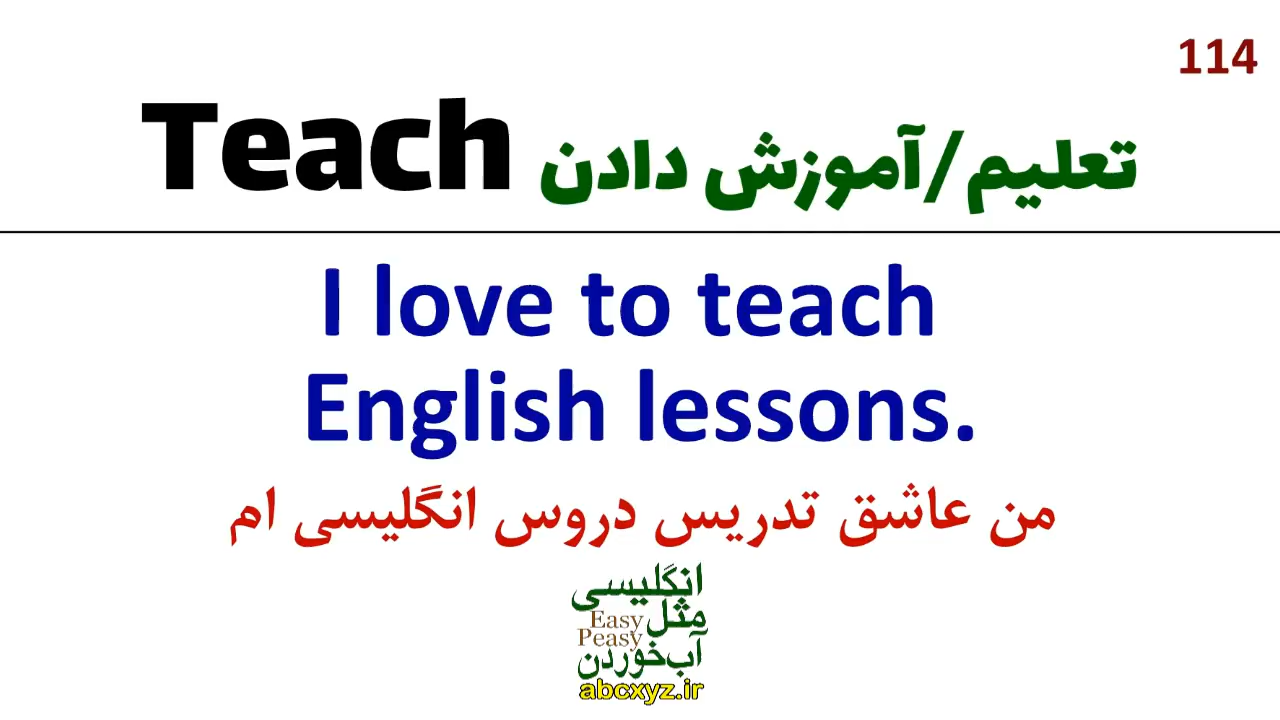 114
Teach تعلیم/آموزش دادن
I love to teach
English lessons.
من عاشق تدریس دروس انگلیسی ام
انگلیسی
مثل Easy
Peasy
آب‌خوردن
abcxyz.ir